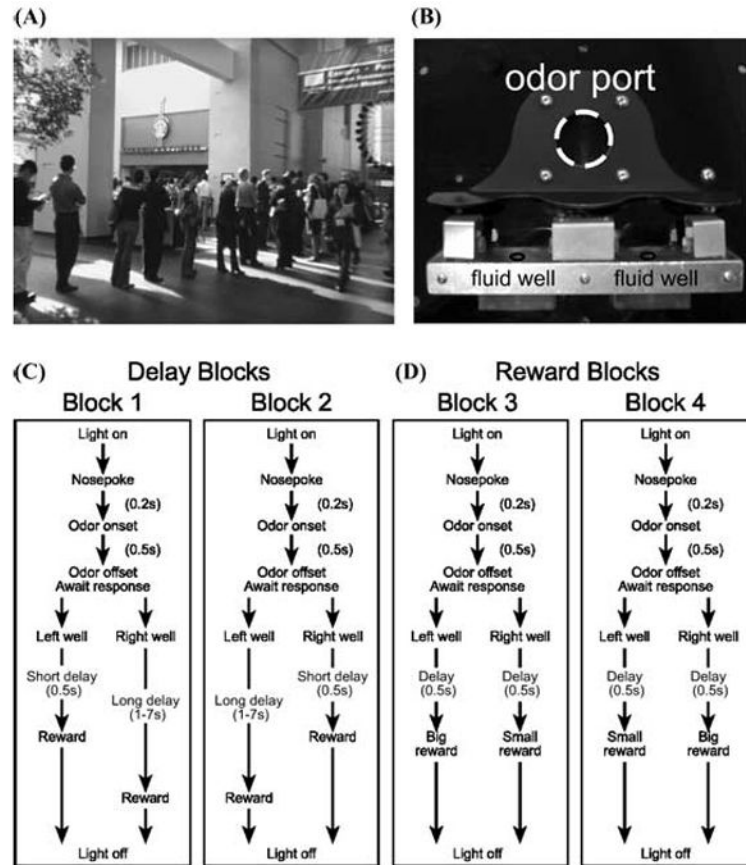 (A)
(B)
odor port
fluid well
fluid well
(C)
Delay Blocks
(D)
Reward Blocks
Block 1
Block 2
Block 3
Block 4
Light on
Nosepoke
(0.2s)
Odor onset
(0.5s)
Odor offset
Await response
Left well
Right well
Short delay
(0.5s)
Long delay
(1-7s)
Reward
Reward
Light off
Light on
Nosepoke
(0.2s)
Odor onset
(0.5s)
Odor offset
Await response
Left well
Right well
Long delay
(1-7s)
Short delay
(0.5s)
Reward
Reward
Light off
Light on
Nosepoke
(0.2s)
Odor onset
(0.5s)
Odor offset
Await response
Left well
Right well
Delay
(0.5s)
Delay
(0.5s)
Big
reward
Small
reward
Light off
Light on
Nosepoke
(0.2s)
Odor onset
(0.5s)
Odor offset
Await response
Left well
Right well
Delay
(0.5s)
Delay
(0.5s)
Small
reward
Big
reward
Light off